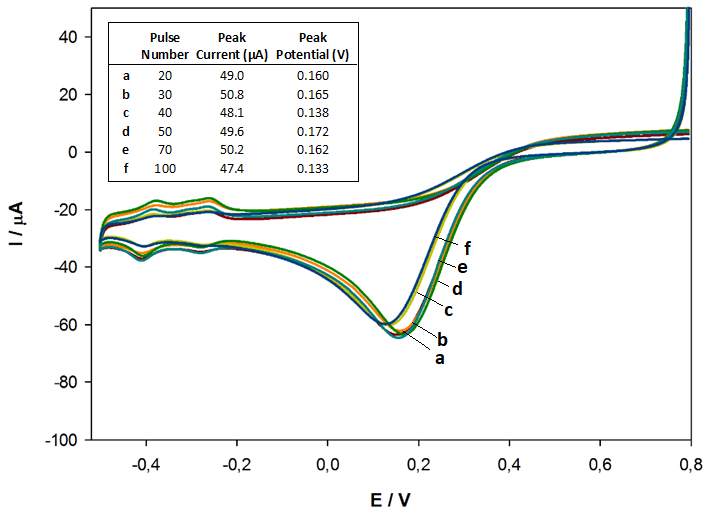 Pulse Peak Peak
Number Current (µA) Potential (V)
a 20 49.0 0.160
b 30 50.8 0.165
c 40 48.1 0.138
d 50 49.6 0.172
e 70 50.2 0.162
f 100 47.4 0.133
40
20
0
-20
-40
-60
-80
-100
I / µA
f
e
d
c
b
a
-0,4 -0,2 0,0 0,2 0,4 0,6 0,8
E / V